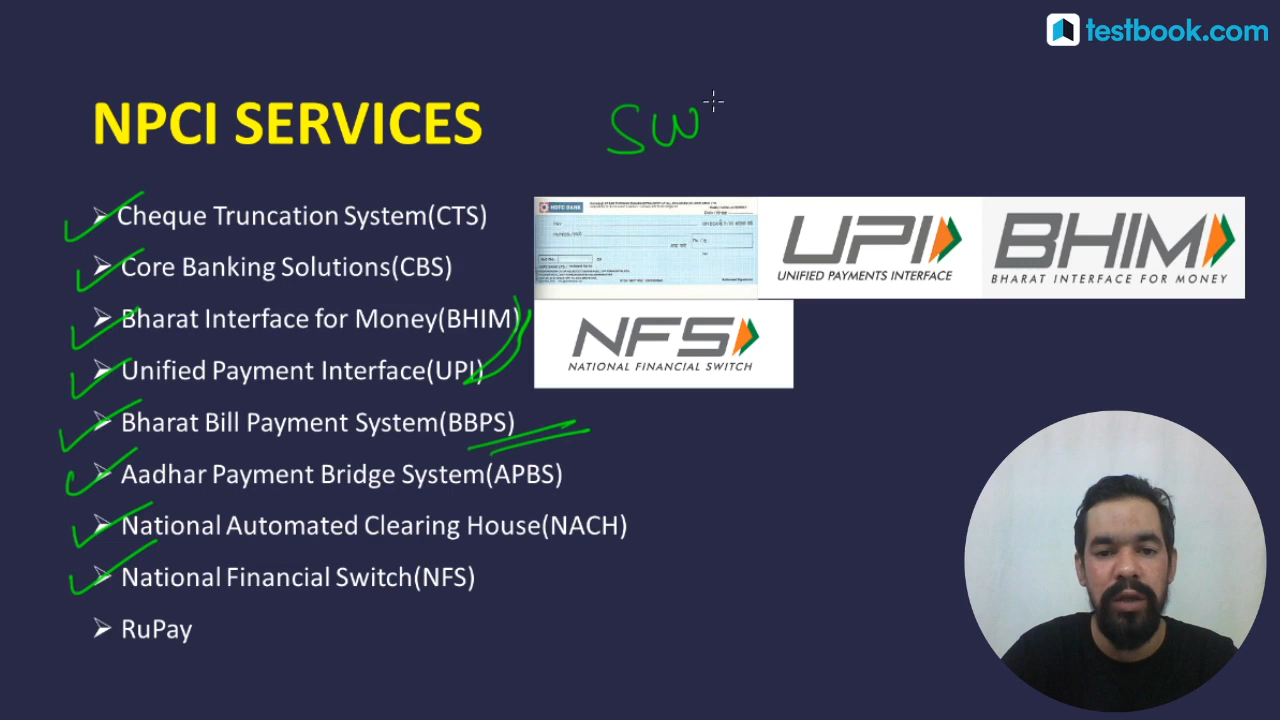 testbook.com
NPCI SERVICES
SW
Cheque Truncation System(CTS)
Core Banking Solutions(CBS)
Bharat Interface for Money(BHIM)
Unified Payment Interface(UPI)
Bharat Bill Payment System(BBPS)
Aadhar Payment Bridge System(APBS)
National Automated Clearing House(NACH)
National Financial Switch(NFS)
RuPay
HDFC BANK
UPI
UNIFIED PAYMENTS INTERFACE
BHIM
BHARAT INTERFACE FOR MONEY
NFS
NATIONAL FINANCIAL SWITCH